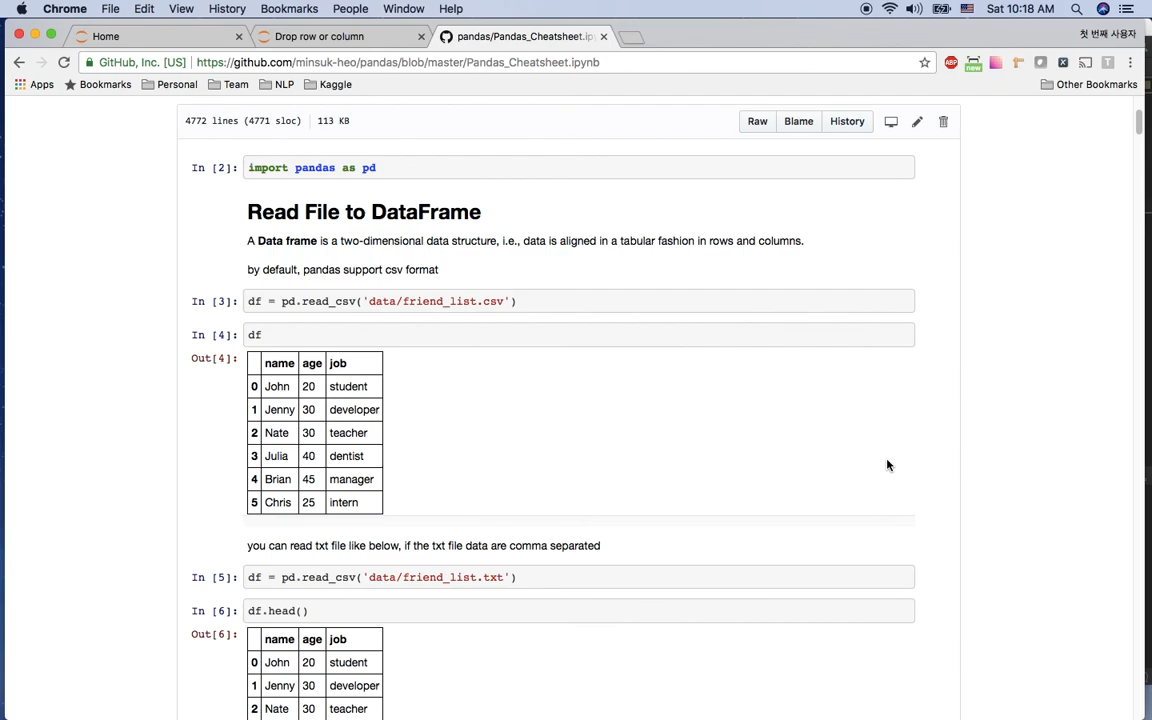 Chrome File Edit View History Bookmarks People Window Help Sat 10:18 AM
Home Drop row or column pandas/Pandas_Cheatsheet.ip 첫 번째 사용자
GitHub, Inc. [US] https://github.com/minsuk-heo/pandas/blob/master/Pandas_Cheatsheet.ipynb ABP new X T
Apps Bookmarks Personal Team NLP Kaggle Other Bookmarks
4772 lines (4771 sloc) 113 KB Raw Blame History
In [2]: import pandas as pd
Read File to DataFrame
A Data frame is a two-dimensional data structure, i.e., data is aligned in a tabular fashion in rows and columns.
by default, pandas support csv format
In [3]: df = pd.read_csv('data/friend_list.csv')
In [4]: df
Out[4]:
name age job
0 John 20 student
1 Jenny 30 developer
2 Nate 30 teacher
3 Julia 40 dentist
4 Brian 45 manager
5 Chris 25 intern
you can read txt file like below, if the txt file data are comma separated
In [5]: df = pd.read_csv('data/friend_list.txt')
In [6]: df.head()
Out[6]:
name age job
0 John 20 student
1 Jenny 30 developer
2 Nate 30 teacher